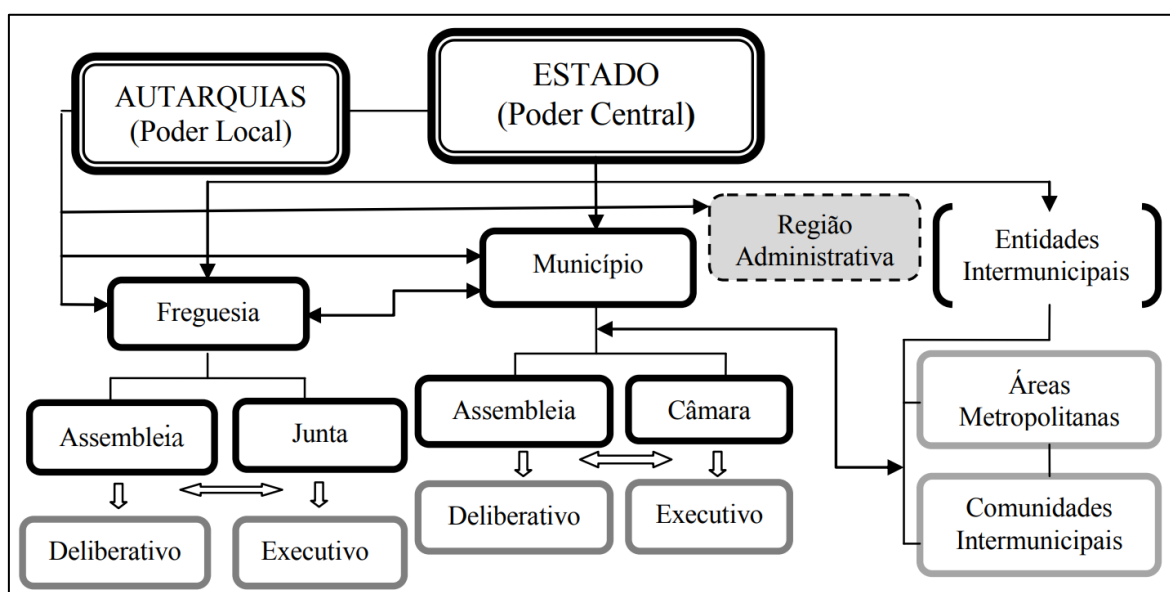 AUTARQUIAS
(Poder Local)
ESTADO
(Poder Central)
Região
Administrativa
Entidades
Intermunicipais
Município
Freguesia
Assembleia
Junta
Assembleia
Câmara
Áreas
Metropolitanas
Deliberativo
Executivo
Deliberativo
Executivo
Comunidades
Intermunicipais